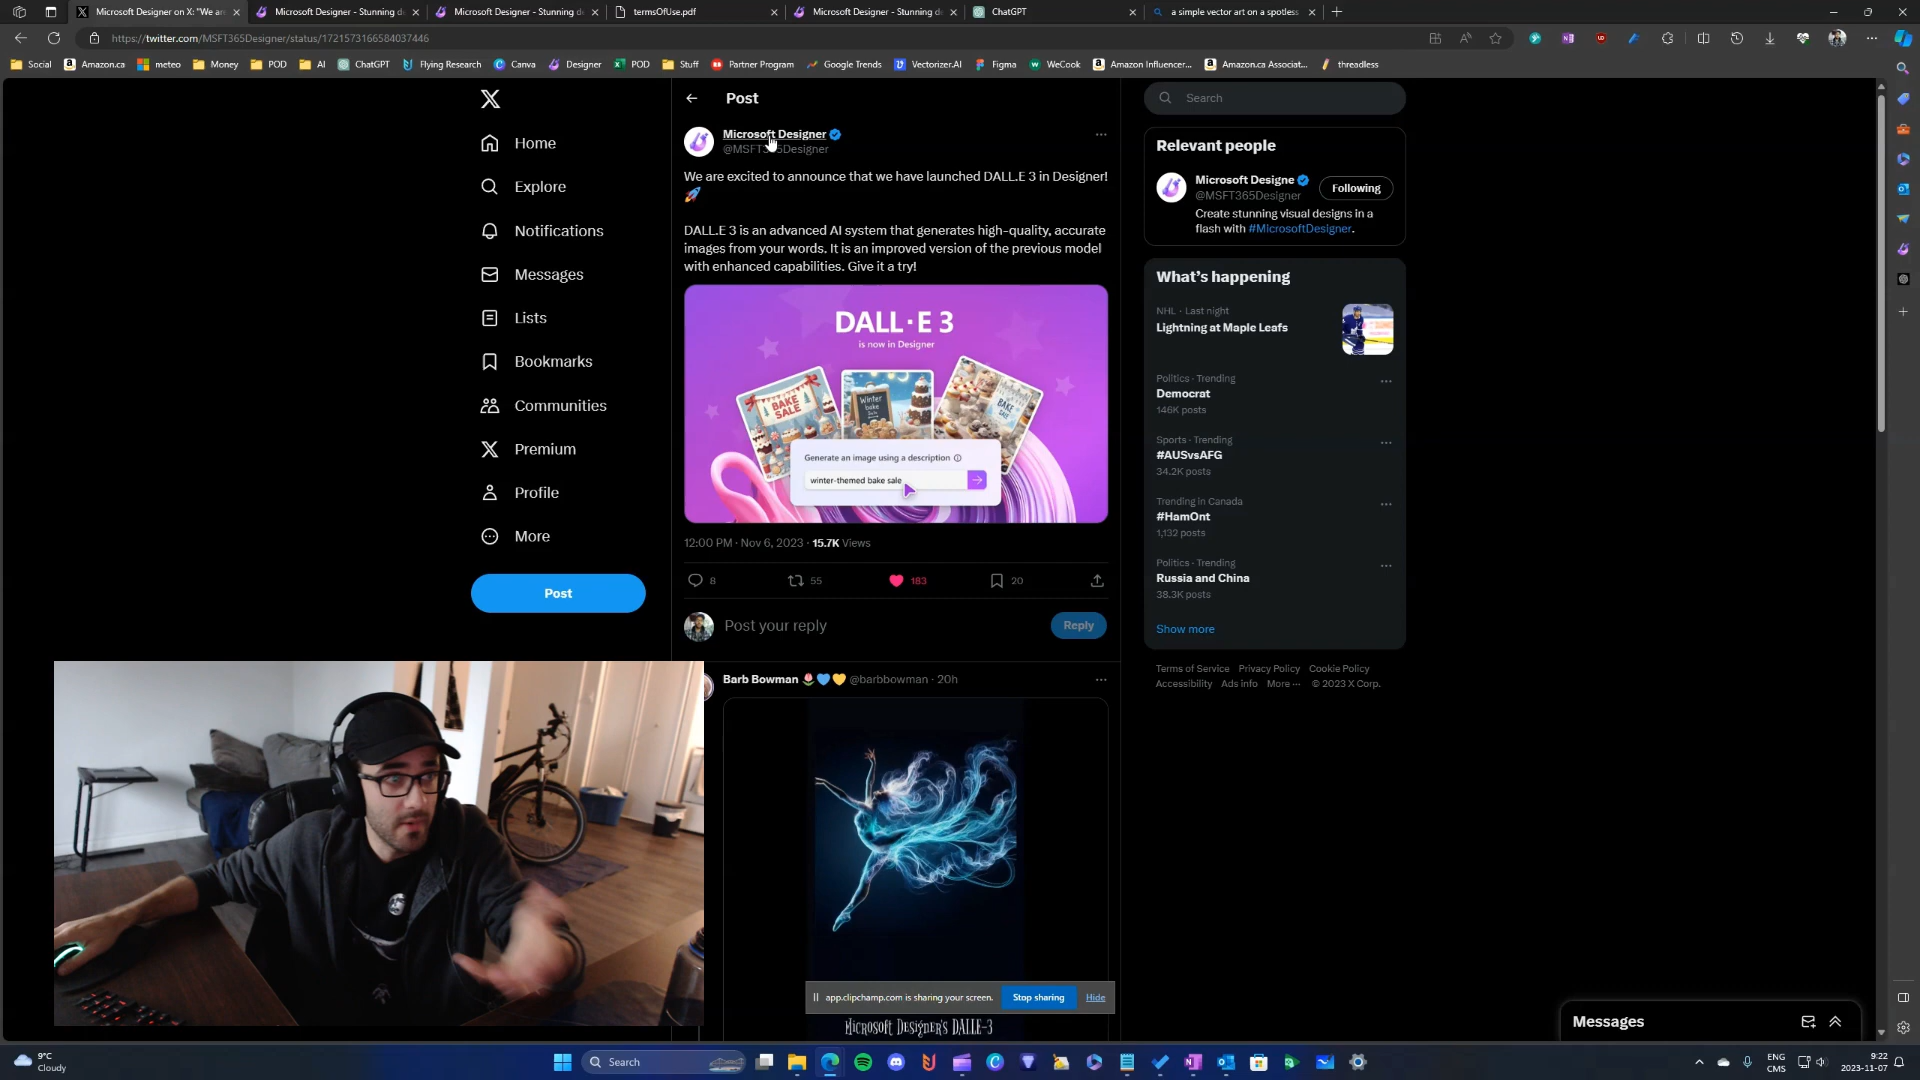 Microsoft Designer on X: "We are
Microsoft Designer - Stunning de
Microsoft Designer - Stunning de
termsOfUse.pdf
Microsoft Designer - Stunning de
ChatGPT
a simple vector art on a spotless
https://twitter.com/MSFT365Designer/status/1721573166584037446
Social
Amazon.ca
meteo
Money
POD
AI
ChatGPT
Flying Research
Canva
Designer
POD
Stuff
Partner Program
Google Trends
Vectorizer.AI
Figma
WeCook
Amazon Influencer...
Amazon.ca Associat...
threadless
Home
Explore
Notifications
Messages
Lists
Bookmarks
Communities
Premium
Profile
More
Post
Post
Microsoft Designer
@MSFT365Designer
We are excited to announce that we have launched DALL.E 3 in Designer!
🚀
DALL.E 3 is an advanced AI system that generates high-quality, accurate
images from your words. It is an improved version of the previous model
with enhanced capabilities. Give it a try!
DALL·E 3
is now in Designer
BAKE
SALE
Winter
bake
Sale
BAKE
SALE
Generate an image using a description
winter-themed bake sale
12:00 PM · Nov 6, 2023 · 15.7K Views
8
55
183
20
Post your reply
Reply
Barb Bowman 🌷💙💛 @barbbowman · 20h
app.clipchamp.com is sharing your screen.
Stop sharing
Hide
Microsoft Designer's DALLE-3
Search
Relevant people
Microsoft Designe
@MSFT365Designer
Following
Create stunning visual designs in a
flash with #MicrosoftDesigner.
What's happening
NHL · Last night
Lightning at Maple Leafs
Politics · Trending
Democrat
146K posts
Sports · Trending
#AUSvsAFG
34.2K posts
Trending in Canada
#HamOnt
1,132 posts
Politics · Trending
Russia and China
38.3K posts
Show more
Terms of Service Privacy Policy Cookie Policy
Accessibility Ads info More ··· © 2023 X Corp.
Messages
9°C
Cloudy
Search
ENG
CMS
9:22
2023-11-07